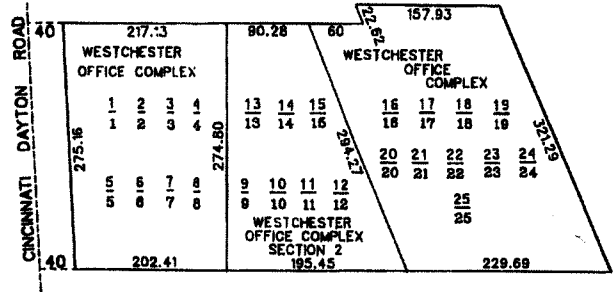 157.93
22.62
40 217.13 90.28 60
CINCINNATI DAYTON ROAD
WESTCHESTER
OFFICE COMPLEX
WESTCHESTER
OFFICE
COMPLEX
1 2 3 4
1 2 3 4
13 14 15
13 14 15
16 17 18 19
16 17 18 19
275.16
274.80
294.27
321.29
20 21 22 23 24
20 21 22 23 24
5 6 7 8
5 6 7 8
9 10 11 12
9 10 11 12
25
25
WESTCHESTER
OFFICE COMPLEX
SECTION 2
40 202.41 195.45 229.69